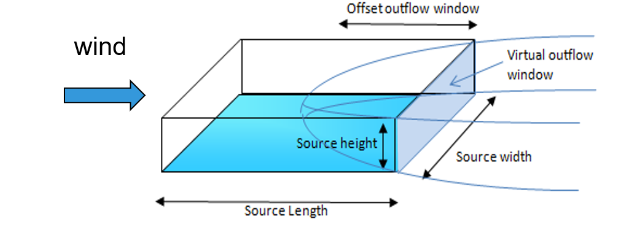 Offset outflow window
wind
Virtual outflow
window
Source height
Source width
Source Length